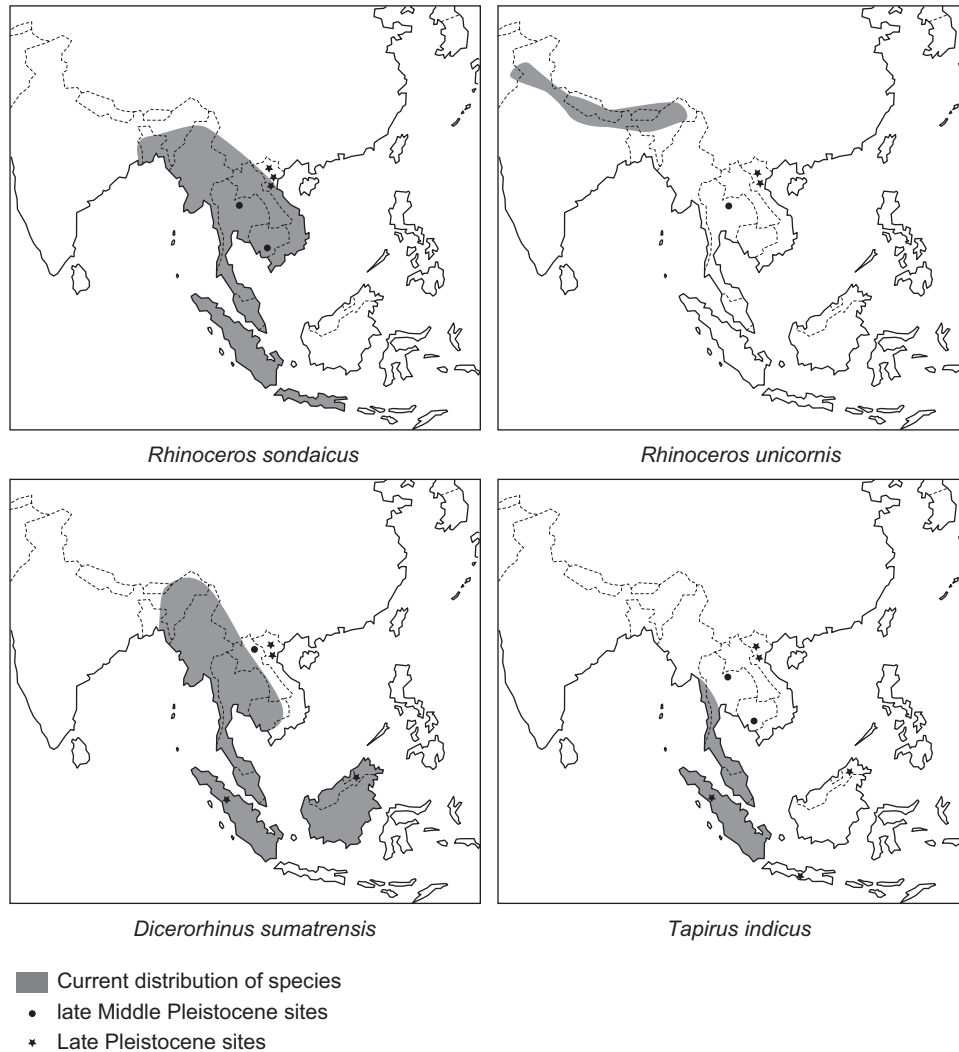 Rhinoceros sondaicus
Rhinoceros unicornis
Dicerorhinus sumatrensis
Tapirus indicus
Current distribution of species
late Middle Pleistocene sites
Late Pleistocene sites